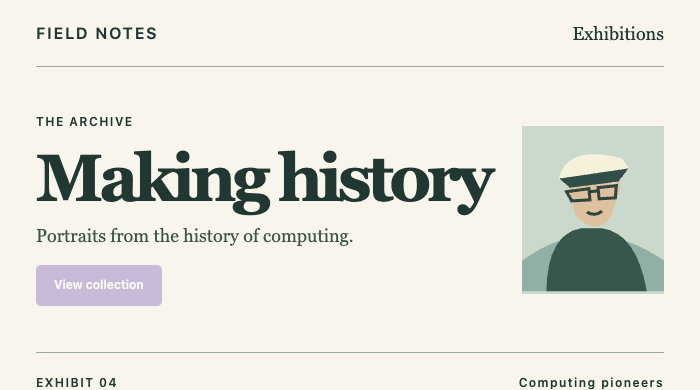 FIELD NOTES
Exhibitions
THE ARCHIVE
Making history
Portraits from the history of computing.
View collection
EXHIBIT 04
Computing pioneers